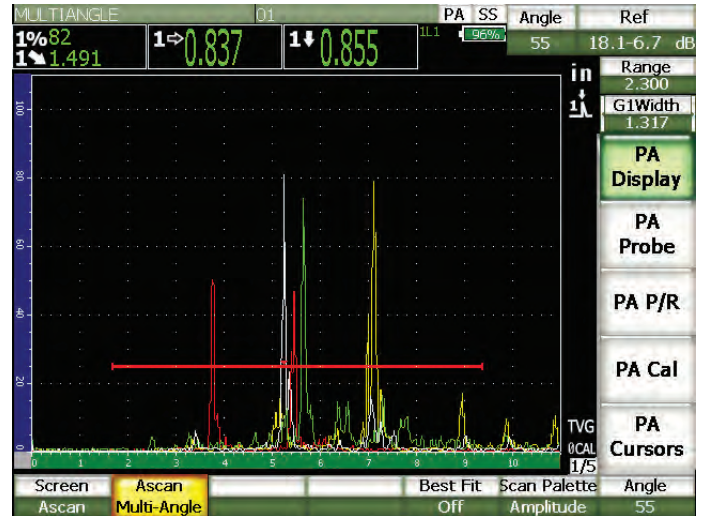 MULTIANGLE 01 PA SS Angle Ref
1%82 1⇨0.837 1⬇0.855 1L1 96% 55 18.1-6.7 dB
1⬊1.491
in Range
2.300
1 G1Width
1.317
100
80
60
40
20
0
PA
Display
PA
Probe
PA P/R
PA Cal
PA
Cursors
TVG
0CAL
0 1 2 3 4 5 6 7 8 9 10 1/5
Screen Ascan Best Fit Scan Palette Angle
Ascan Multi-Angle Off Amplitude 55